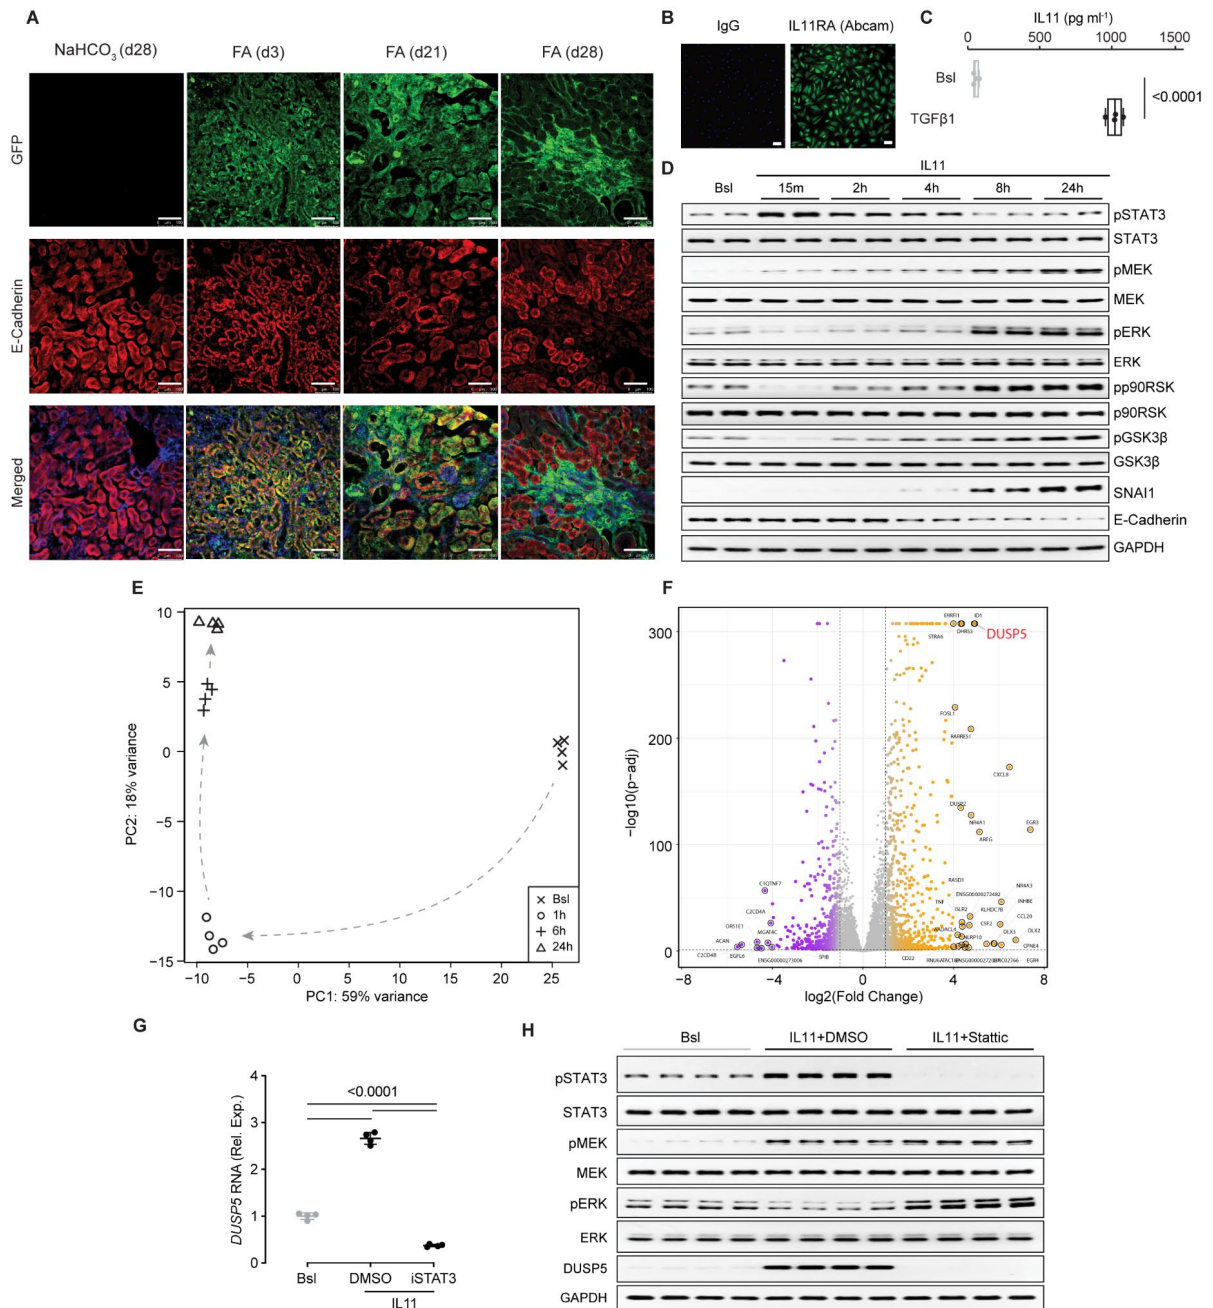 A
NaHCO3 (d28)
FA (d3)
FA (d21)
FA (d28)
GFP
E-Cadherin
Merged
B
IgG
IL11RA (Abcam)
C
IL11 (pg ml-1)
0
500
1000
1500
Bsl
TGFβ1
<0.0001
D
IL11
Bsl
15m
2h
4h
8h
24h
pSTAT3
STAT3
pMEK
MEK
pERK
ERK
pp90RSK
p90RSK
pGSK3β
GSK3β
SNAI1
E-Cadherin
GAPDH
E
10
5
0
−5
−10
−15
PC2: 18% variance
−10
−5
0
5
10
15
20
25
PC1: 59% variance
Bsl
1h
6h
24h
F
300
200
100
0
−log10(p−adj)
−8
−4
0
4
8
log2(Fold Change)
ERRFI1
ID1
STRA6
DHRS3
DUSP5
FOSL1
RARRES1
CXCL8
DUSP2
NR4A1
EGR3
AREG
RASD1
ENSG00000272482
NR4A3
TNF
ISLR2
KLHDC7B
INHBE
CSF2
CCL20
NLRP10
DLX3
DLX2
CPNE4
EGR4
CD22
C1QTNF7
C2CD4A
OR51E1
MGAT4C
ACAN
C2CD4B
EGFL6
ENSG00000273006
SPIB
G
4
3
2
1
0
DUSP5 RNA (Rel. Exp.)
<0.0001
Bsl
DMSO
iSTAT3
IL11
H
Bsl
IL11+DMSO
IL11+Stattic
pSTAT3
STAT3
pMEK
MEK
pERK
ERK
DUSP5
GAPDH